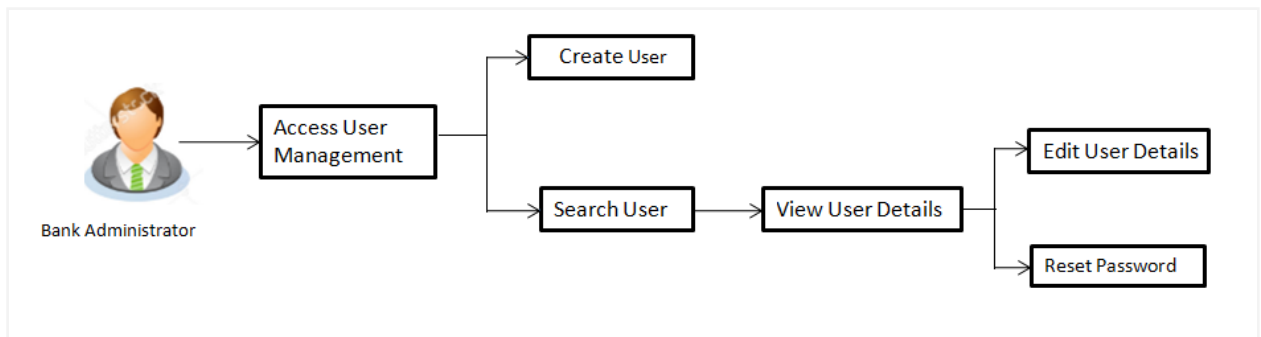 Create User
Access User
Management
Edit User Details
Search User
View User Details
Bank Administrator
Reset Password